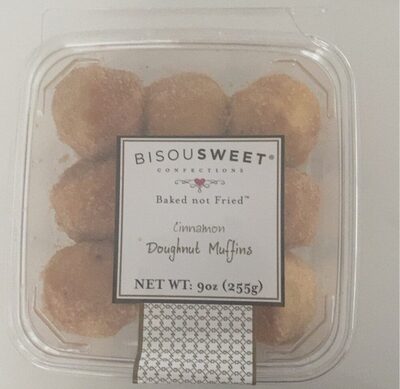 BISOUSWEET®
CONFECTIONS
Baked not Fried™
Cinnamon
Doughnut Muffins
NET WT: 9oz (255g)